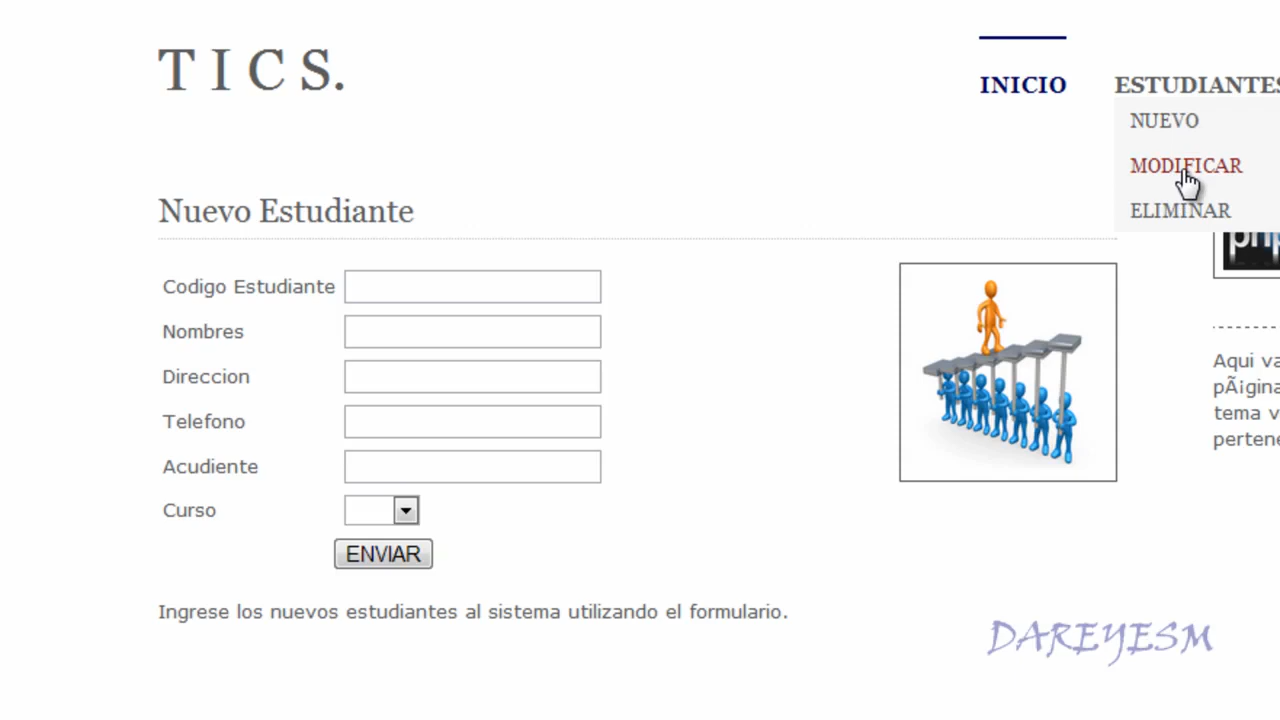 T I C S.
INICIO
ESTUDIANTES
NUEVO
MODIFICAR
ELIMINAR
Nuevo Estudiante
Codigo Estudiante
Nombres
Direccion
Telefono
Acudiente
Curso
ENVIAR
Ingrese los nuevos estudiantes al sistema utilizando el formulario.
php
Aqui va
pÃ¡gina
tema v
pertene
DAREYESM